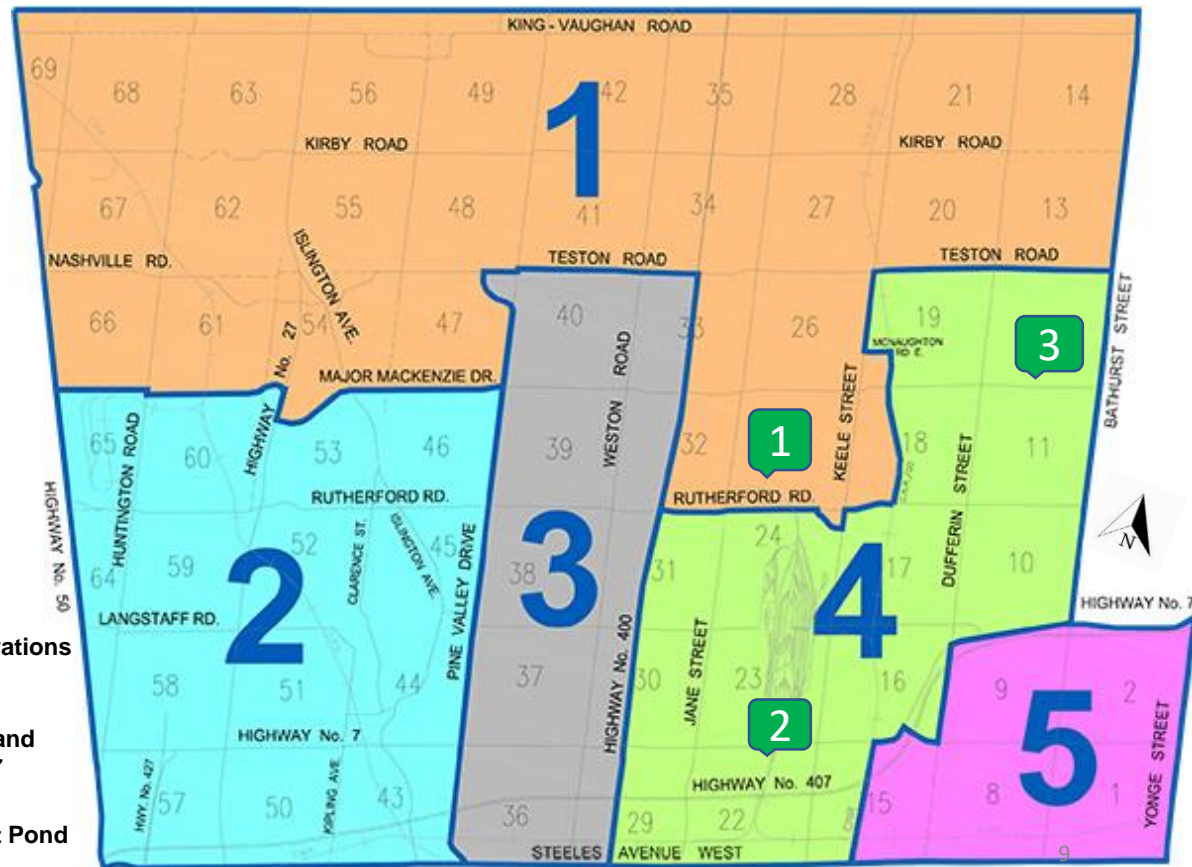 KING - VAUGHAN ROAD
69
68
63
56
49
42
35
28
21
14
1
KIRBY ROAD
KIRBY ROAD
67
62
55
48
41
34
27
20
13
NASHVILLE RD.
ISLINGTON AVE.
TESTON ROAD
TESTON ROAD
66
61
54
47
40
33
26
19
MCNAUGHTON
RD E.
3
BATHURST STREET
HIGHWAY No. 27
MAJOR MACKENZIE DR.
WESTON ROAD
KEELE STREET
65
60
53
46
39
32
1
18
11
HUNTINGTON ROAD
RUTHERFORD RD.
RUTHERFORD RD.
DUFFERIN STREET
HIGHWAY No. 50
64
59
52
CLARENCE ST.
ISLINGTON AVE
45
PINE VALLEY DRIVE
38
31
24
17
10
N
2
3
4
LANGSTAFF RD.
HIGHWAY No. 7
rations
58
51
44
37
HIGHWAY No. 400
30
JANE STREET
23
16
9
2
and
HIGHWAY No. 7
2
5
YONGE STREET
HWY. No. 427
57
50
KIPLING AVE
43
36
HIGHWAY No. 407
29
22
15
8
1
t Pond
STEELES AVENUE WEST
9